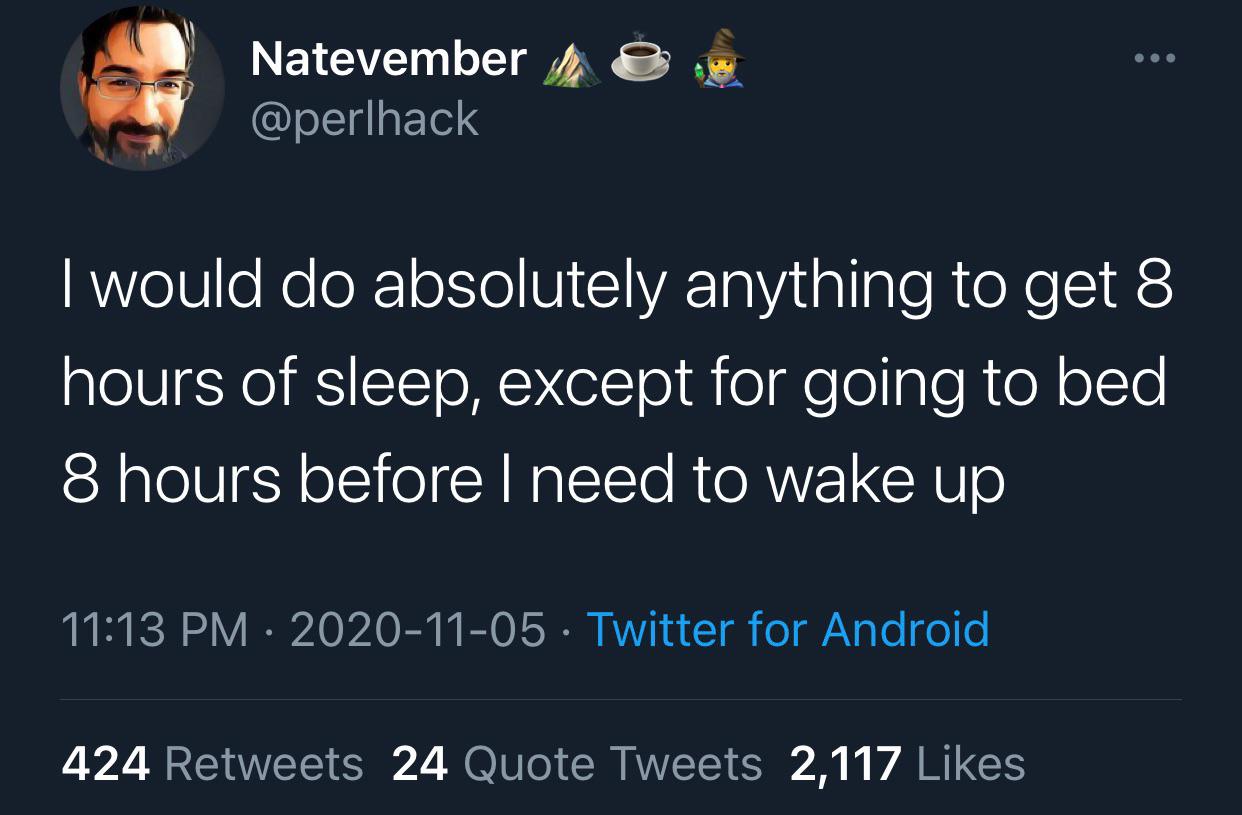 Natevember ⛰️ ☕ 🧙‍♂️
@perlhack
I would do absolutely anything to get 8
hours of sleep, except for going to bed
8 hours before I need to wake up
11:13 PM · 2020-11-05 · Twitter for Android
424 Retweets 24 Quote Tweets 2,117 Likes